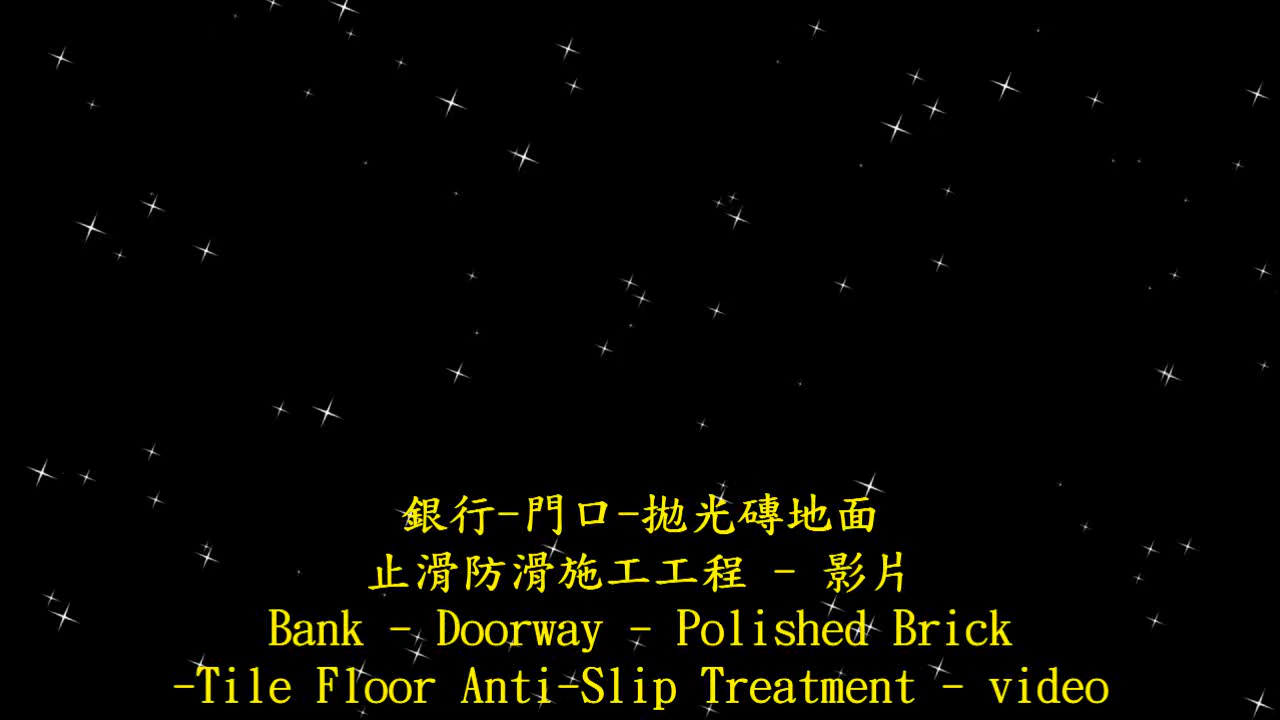 銀行-門口-拋光磚地面
止滑防滑施工工程 - 影片
Bank - Doorway - Polished Brick
-Tile Floor Anti-Slip Treatment - video